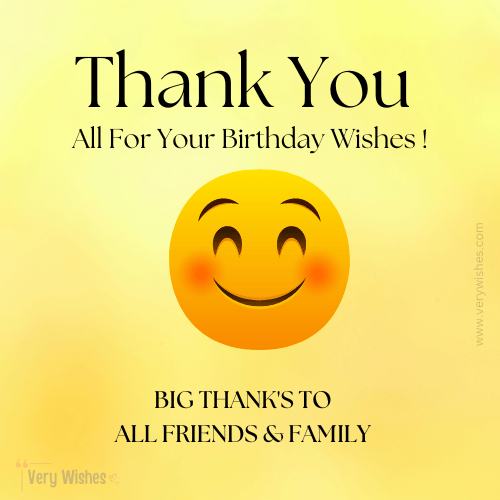 Thank You
All For Your Birthday Wishes !
www.verywishes.com
BIG THANK'S TO
ALL FRIENDS & FAMILY
Very Wishes